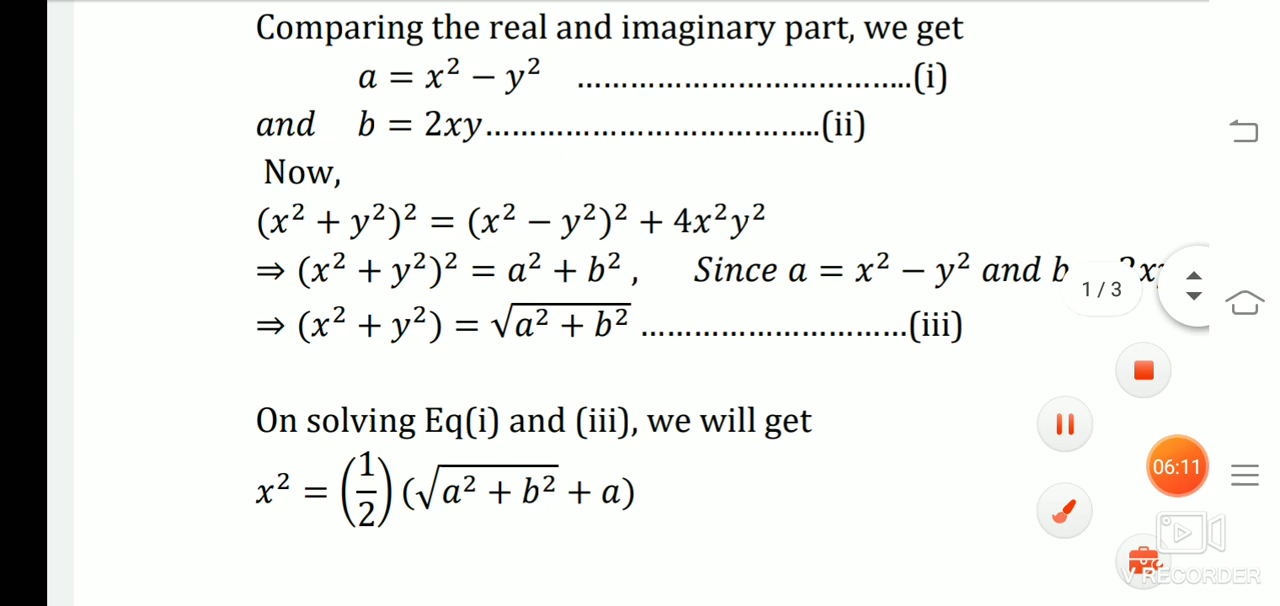 Comparing the real and imaginary part, we get
a = x² − y² ........................................(i)
and b = 2xy........................................(ii)
Now,
(x² + y²)² = (x² − y²)² + 4x²y²
⇒ (x² + y²)² = a² + b² , Since a = x² − y² and b
1 / 3
⇒ (x² + y²) = √(a² + b²) ................................(iii)
On solving Eq(i) and (iii), we will get
x² = (1/2) (√(a² + b²) + a)
06:11
V RECORDER